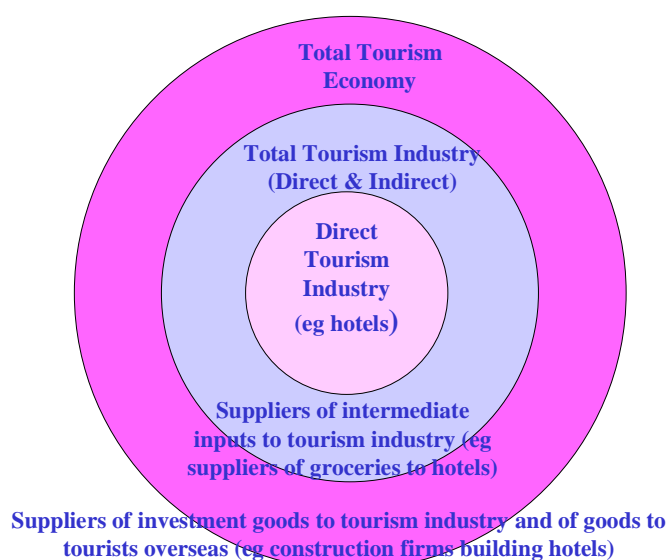 Total Tourism
Economy
Total Tourism Industry
(Direct & Indirect)
Direct
Tourism
Industry
(eg hotels)
Suppliers of intermediate
inputs to tourism industry (eg
suppliers of groceries to hotels)
Suppliers of investment goods to tourism industry and of goods to
tourists overseas (eg construction firms building hotels)